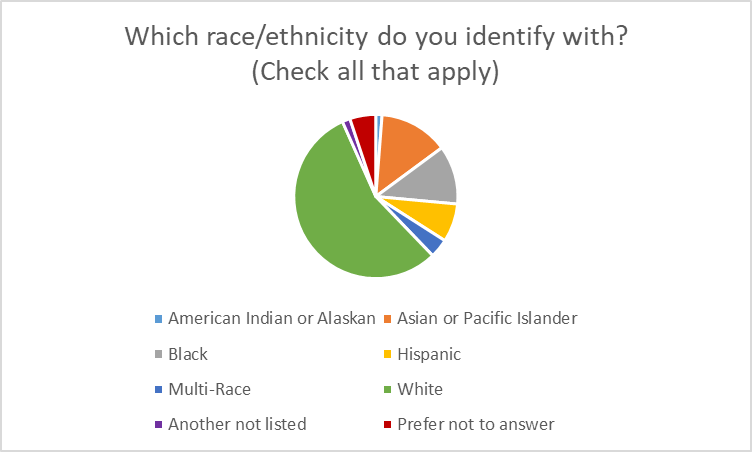 Which race/ethnicity do you identify with?
(Check all that apply)
American Indian or Alaskan
Asian or Pacific Islander
Black
Hispanic
Multi-Race
White
Another not listed
Prefer not to answer